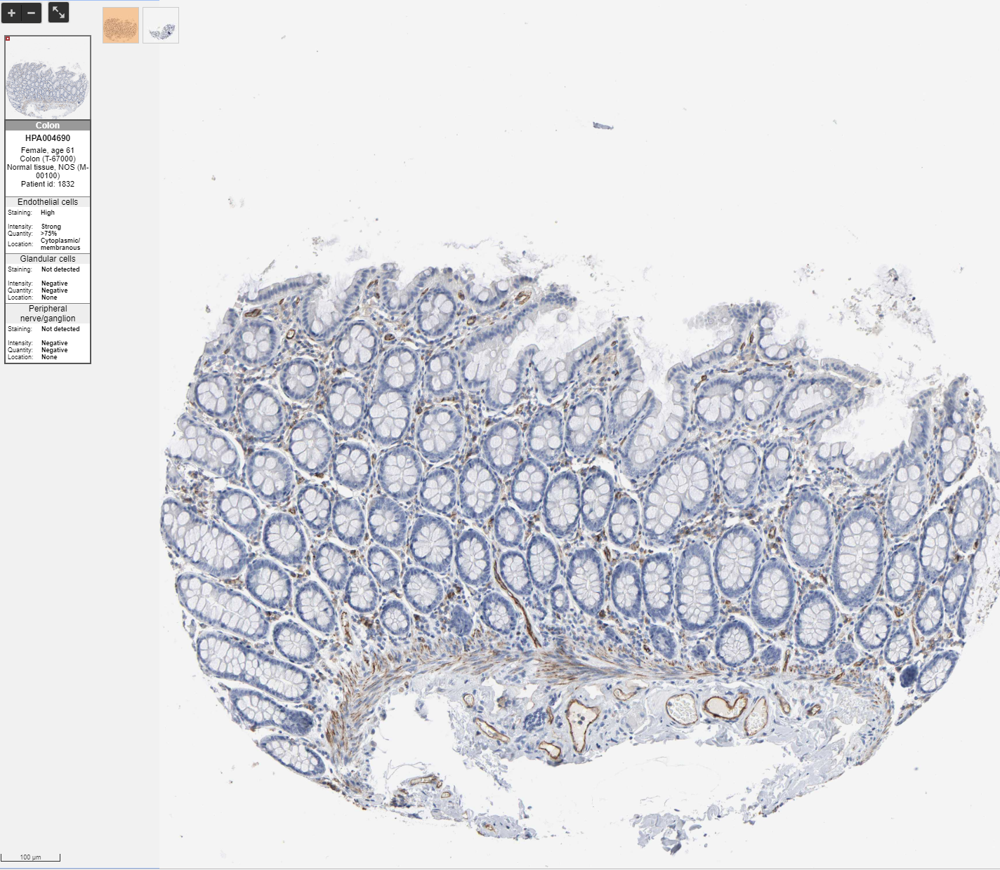 Colon
HPA004690
Female, age 61
Colon (T-67000)
Normal tissue, NOS (M-
00100)
Patient id: 1832
Endothelial cells
Staining: High
Intensity: Strong
Quantity: >75%
Location: Cytoplasmic/
membranous
Glandular cells
Staining: Not detected
Intensity: Negative
Quantity: Negative
Location: None
Peripheral
nerve/ganglion
Staining: Not detected
Intensity: Negative
Quantity: Negative
Location: None
100 µm